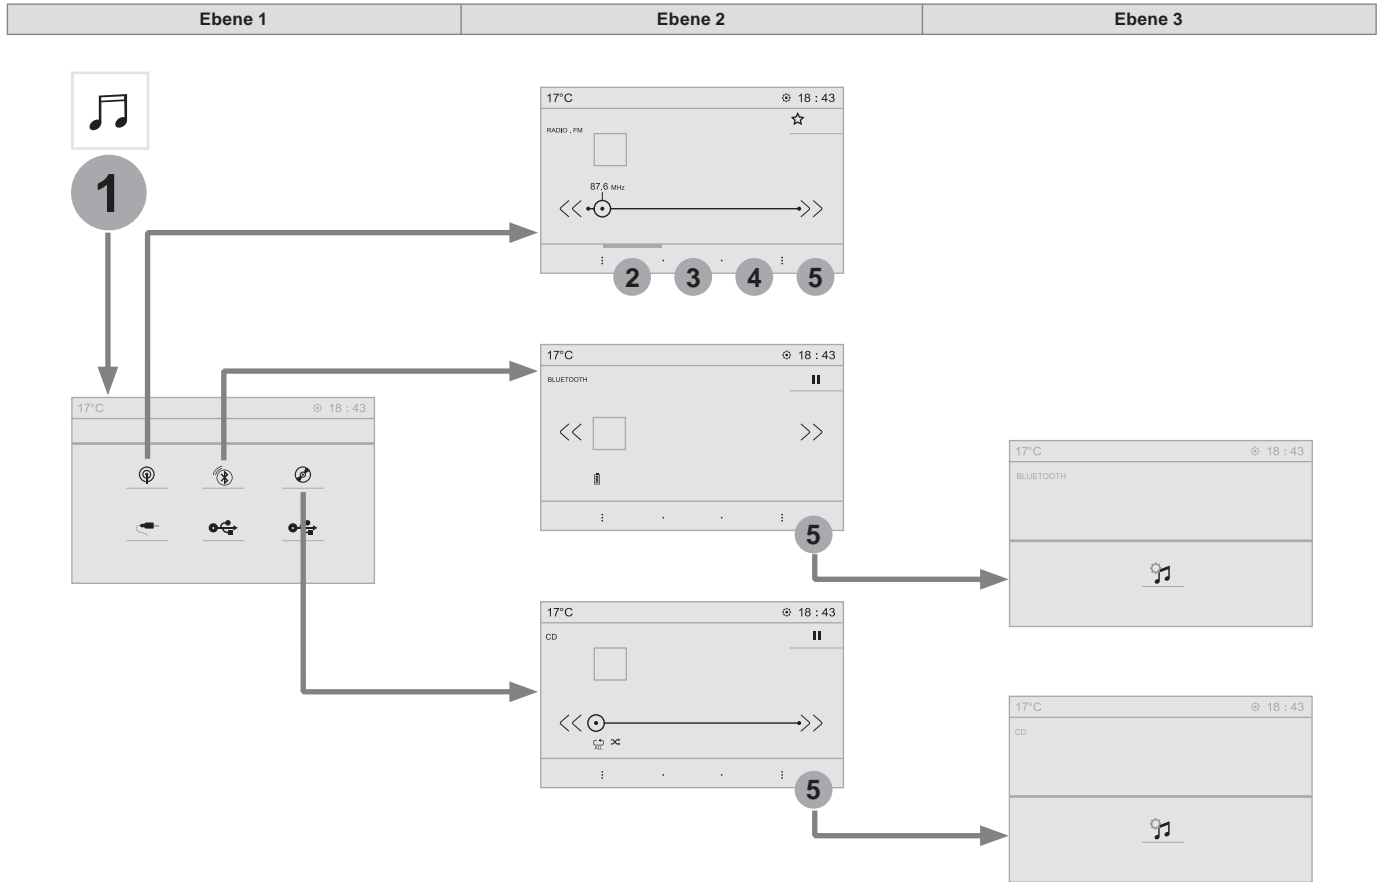 Ebene 1 Ebene 2 Ebene 3
1
17°C 18 : 43
17°C 18 : 43
RADIO . FM
87.6 MHz
2 3 4 5
17°C 18 : 43
BLUETOOTH
5
17°C 18 : 43
CD
ALL
5
17°C 18 : 43
BLUETOOTH
17°C 18 : 43
CD